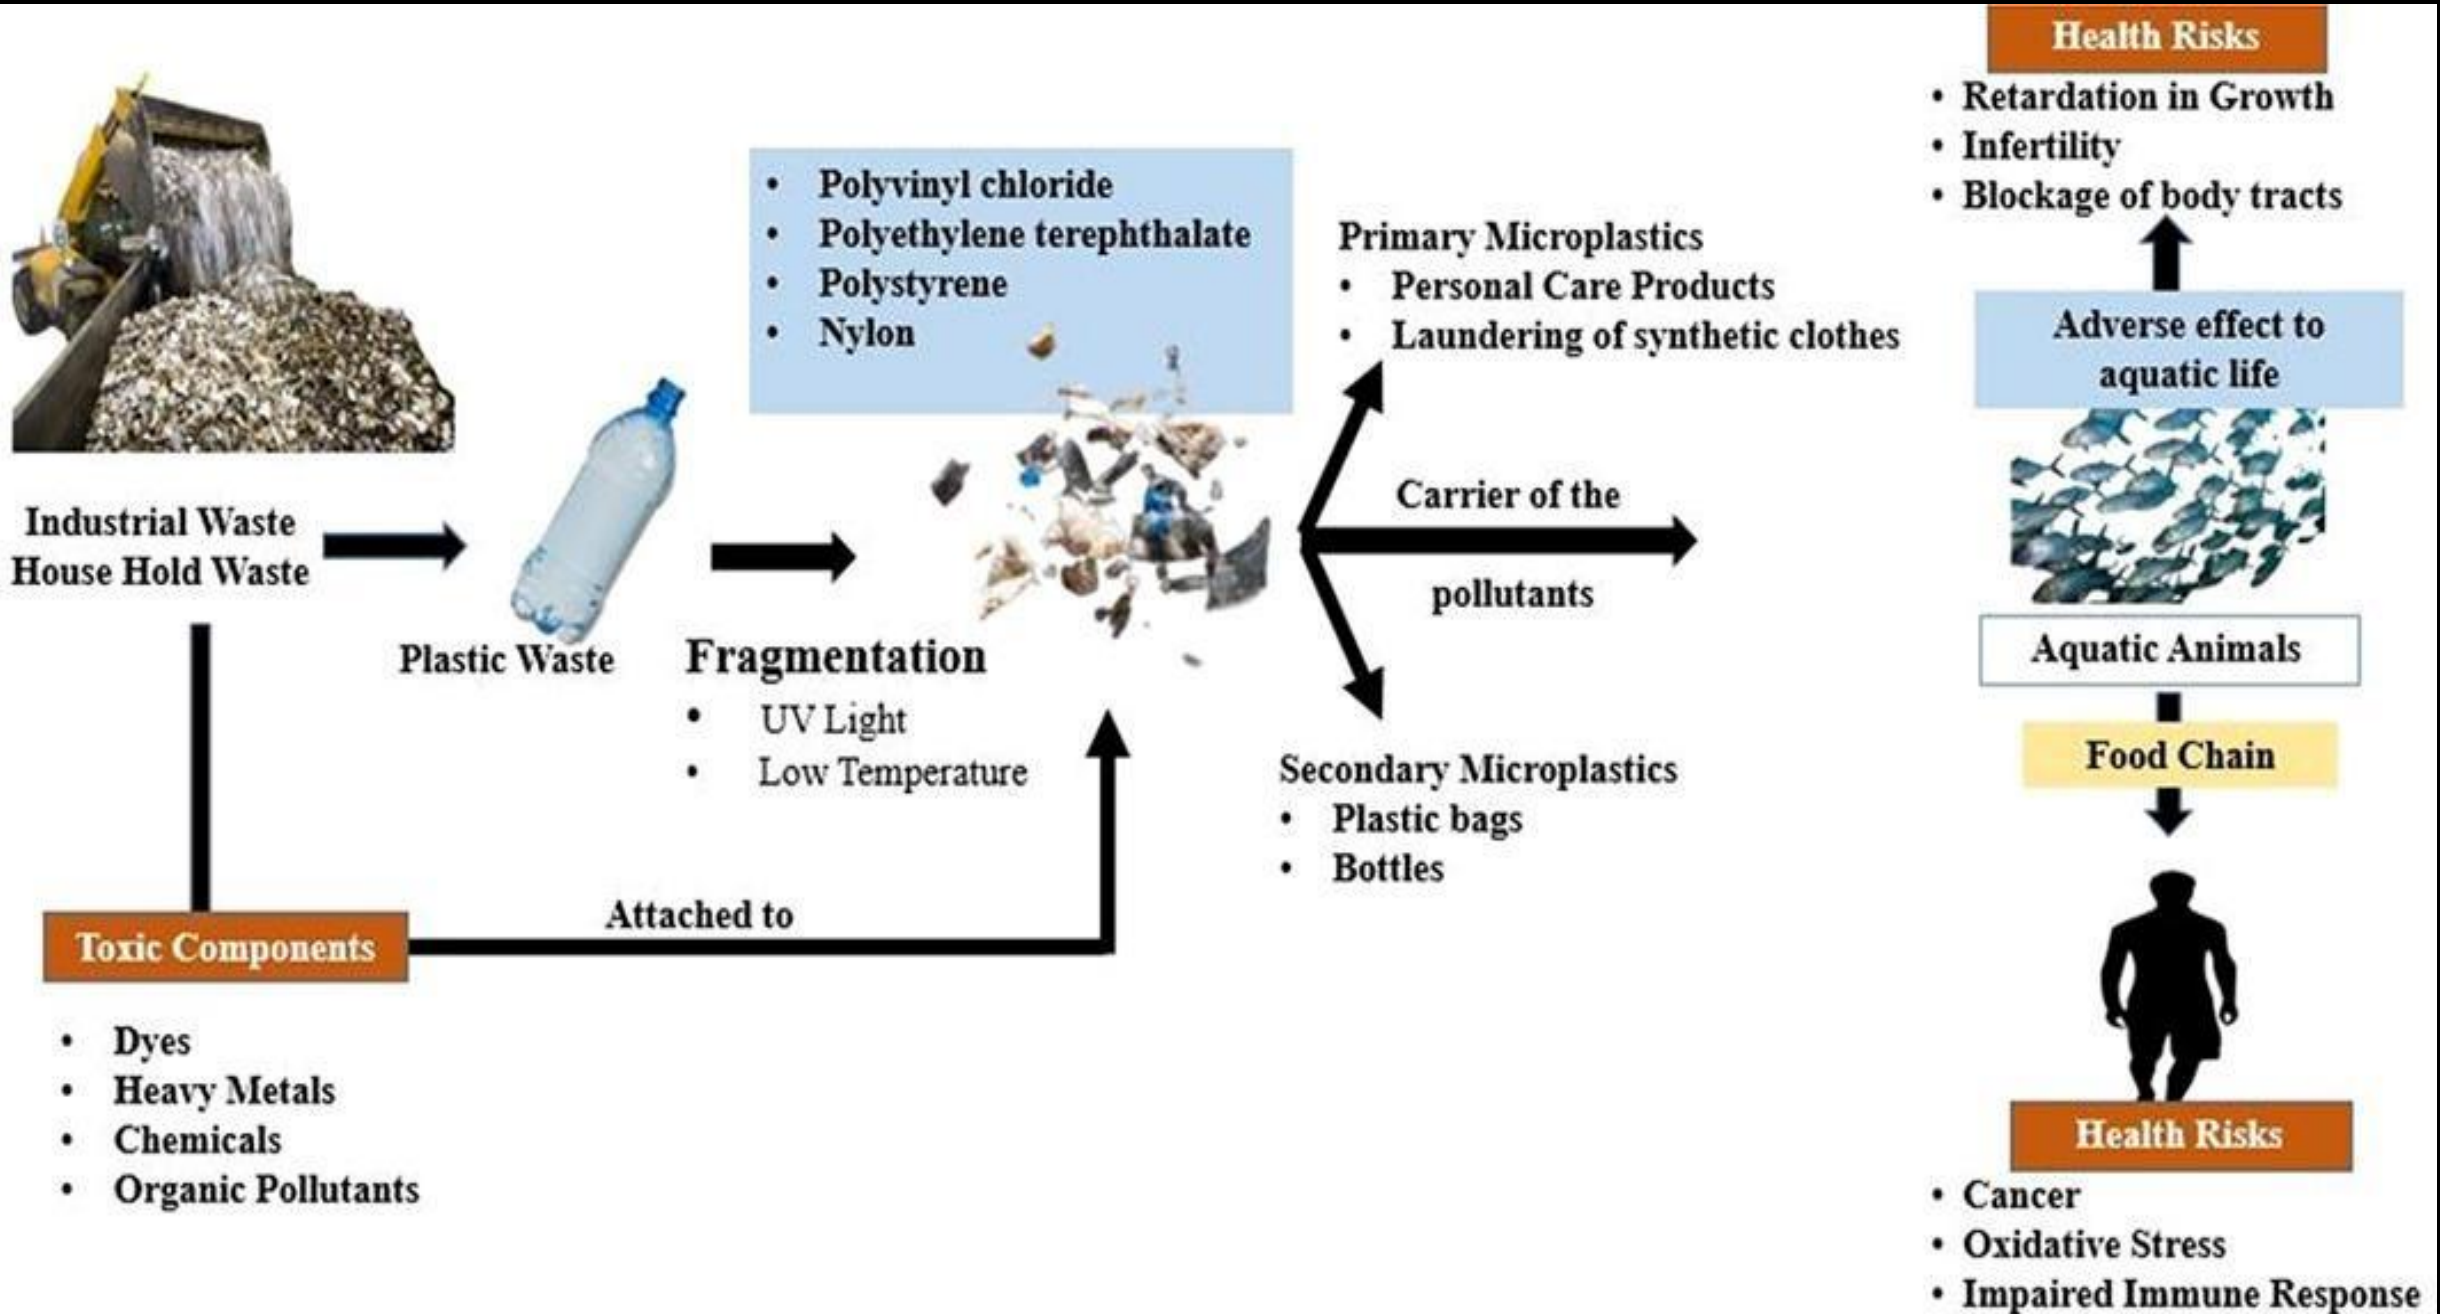 Health Risks
• Retardation in Growth
• Infertility
• Blockage of body tracts
• Polyvinyl chloride
• Polyethylene terephthalate
• Polystyrene
• Nylon
Primary Microplastics
• Personal Care Products
• Laundering of synthetic clothes
Adverse effect to
aquatic life
Industrial Waste
House Hold Waste
Carrier of the
pollutants
Plastic Waste
Fragmentation
• UV Light
• Low Temperature
Aquatic Animals
Food Chain
Secondary Microplastics
• Plastic bags
• Bottles
Attached to
Toxic Components
• Dyes
• Heavy Metals
• Chemicals
• Organic Pollutants
Health Risks
• Cancer
• Oxidative Stress
• Impaired Immune Response